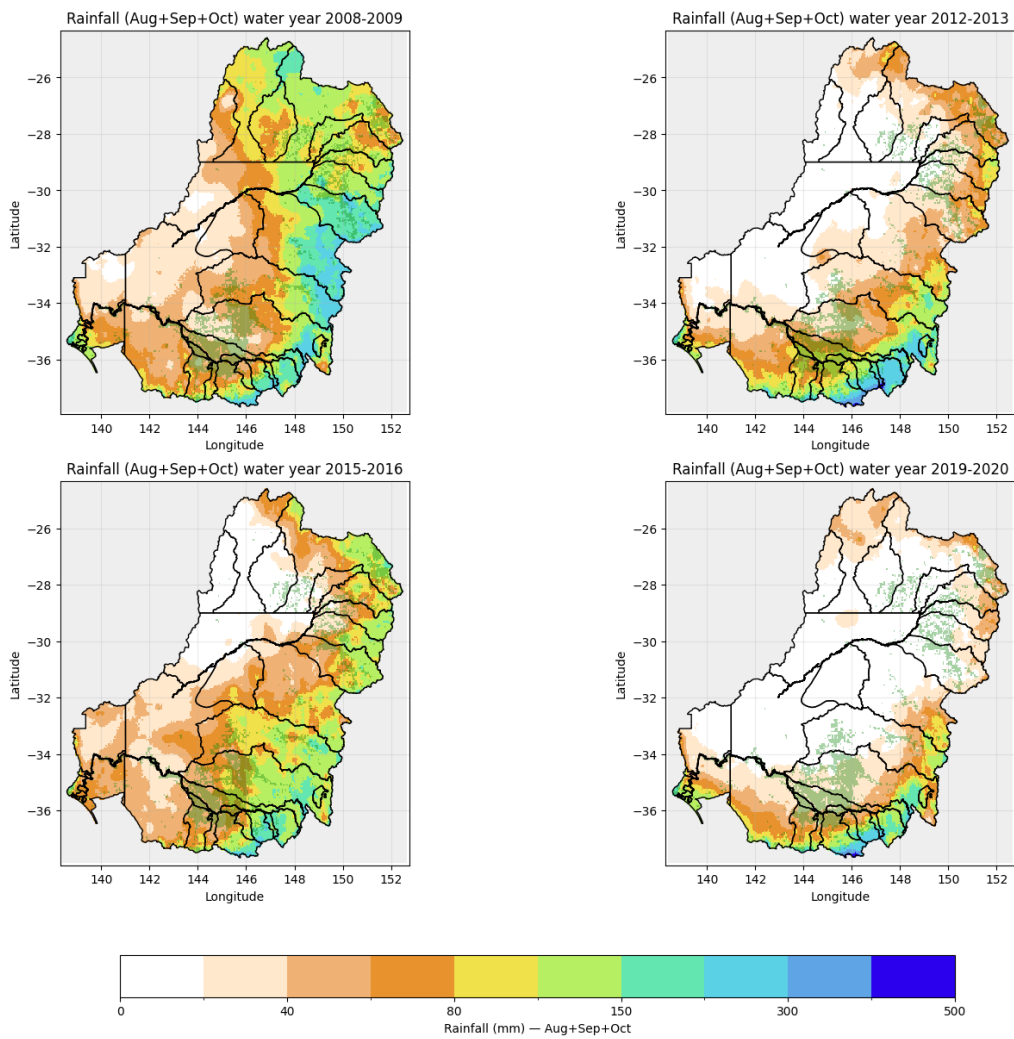 Rainfall (Aug+Sep+Oct) water year 2008-2009
Rainfall (Aug+Sep+Oct) water year 2012-2013
−26
−28
−30
−32
−34
−36
Latitude
140 142 144 146 148 150 152
Longitude
−26
−28
−30
−32
−34
−36
Latitude
140 142 144 146 148 150 152
Longitude
Rainfall (Aug+Sep+Oct) water year 2015-2016
Rainfall (Aug+Sep+Oct) water year 2019-2020
−26
−28
−30
−32
−34
−36
Latitude
140 142 144 146 148 150 152
Longitude
−26
−28
−30
−32
−34
−36
Latitude
140 142 144 146 148 150 152
Longitude
0 40 80 150 300 500
Rainfall (mm) — Aug+Sep+Oct